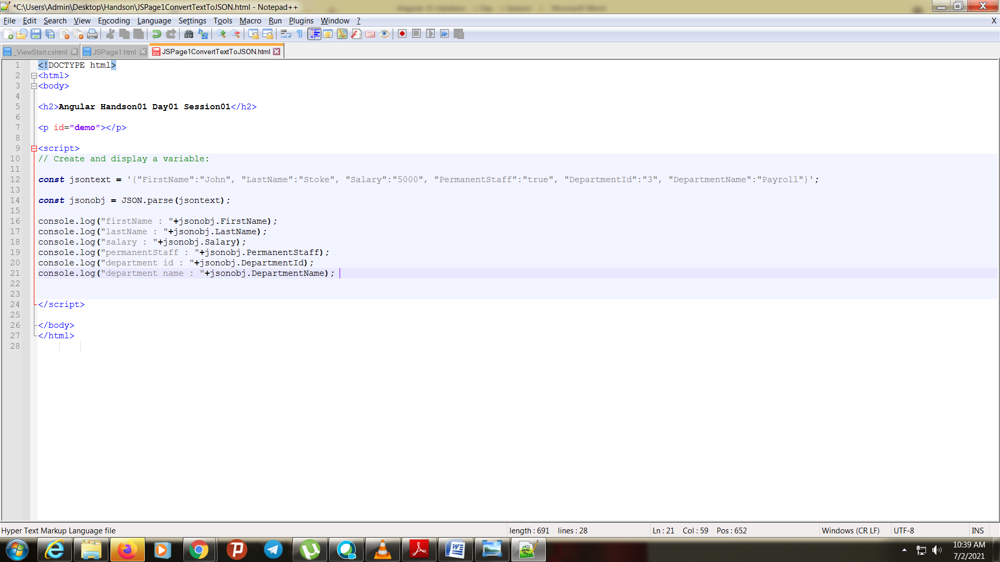 *C:\Users\Admin\Desktop\Handson\JSPage1ConvertTextToJSON.html - Notepad++
File Edit Search View Encoding Language Settings Tools Macro Run Plugins Window ? X
_ViewStart.cshtml JSPage1.html JSPage1ConvertTextToJSON.html
1 <!DOCTYPE html>
2 <html>
3 <body>
4
5 <h2>Angular Handson01 Day01 Session01</h2>
6
7 <p id="demo"></p>
8
9 <script>
10 // Create and display a variable:
11
12 const jsontext = '{"FirstName":"John", "LastName":"Stoke", "Salary":"5000", "PermanentStaff":"true", "DepartmentId":"3", "DepartmentName":"Payroll"}';
13
14 const jsonobj = JSON.parse(jsontext);
15
16 console.log("firstName : "+jsonobj.FirstName);
17 console.log("lastName : "+jsonobj.LastName);
18 console.log("salary : "+jsonobj.Salary);
19 console.log("permanentStaff : "+jsonobj.PermanentStaff);
20 console.log("department id : "+jsonobj.DepartmentId);
21 console.log("department name : "+jsonobj.DepartmentName);
22
23
24 </script>
25
26 </body>
27 </html>
28
Hyper Text Markup Language file length : 691 lines : 28 Ln : 21 Col : 59 Pos : 652 Windows (CR LF) UTF-8 INS
10:39 AM
7/2/2021